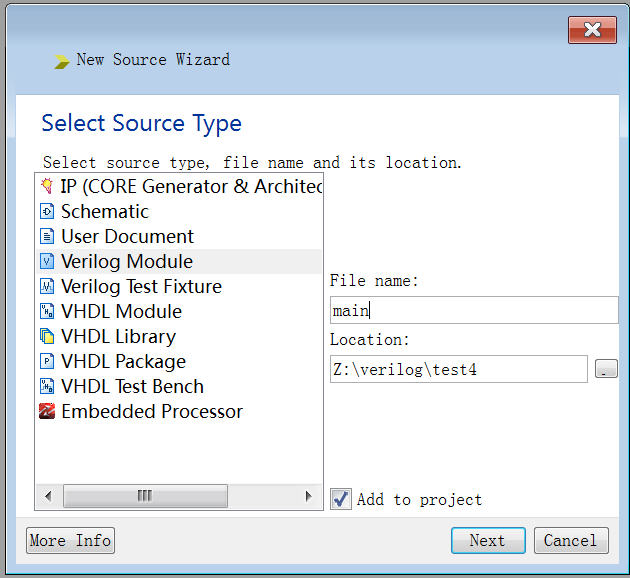 New Source Wizard
Select Source Type
Select source type, file name and its location.
IP (CORE Generator & Architec
Schematic
User Document
Verilog Module
Verilog Test Fixture
VHDL Module
VHDL Library
VHDL Package
VHDL Test Bench
Embedded Processor
File name:
main
Location:
Z:\verilog\test4
Add to project
More Info
Next
Cancel